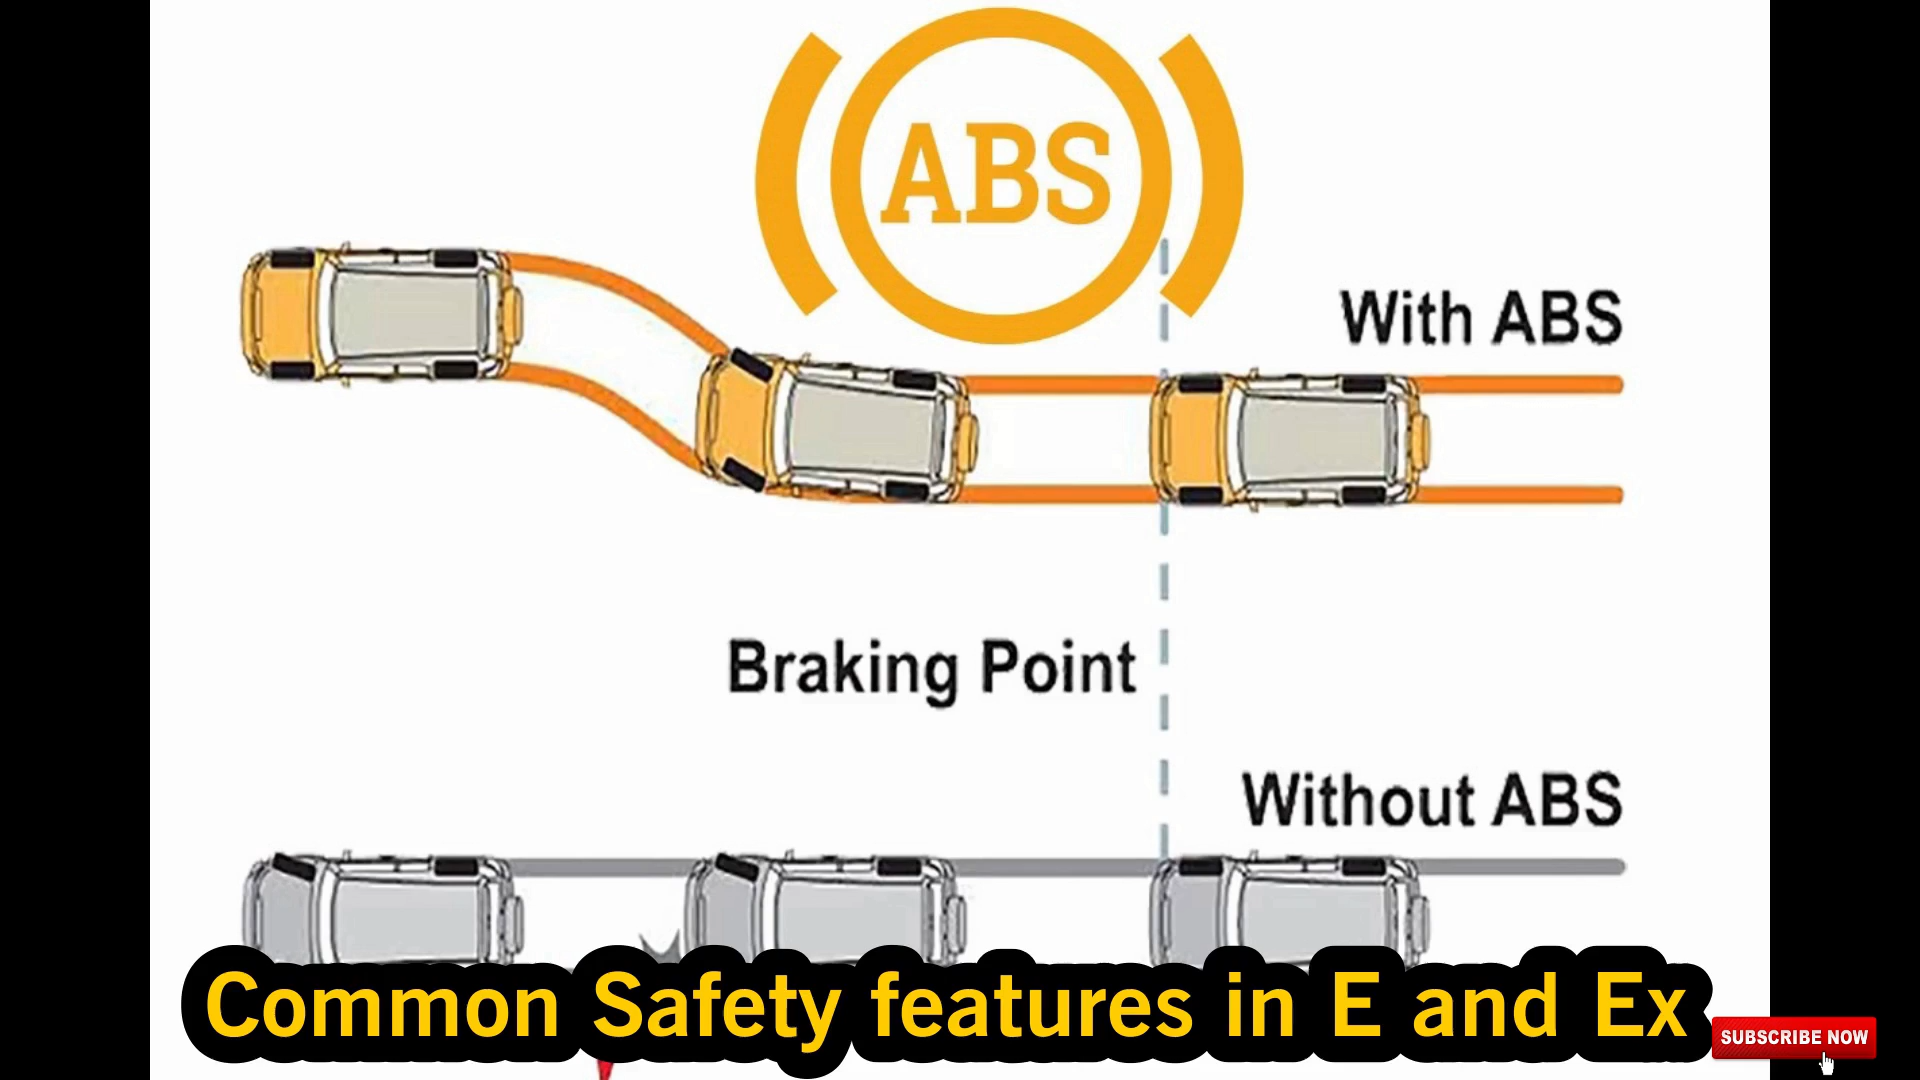 ABS
With ABS
Braking Point
Without ABS
Common Safety features in E and Ex
SUBSCRIBE NOW